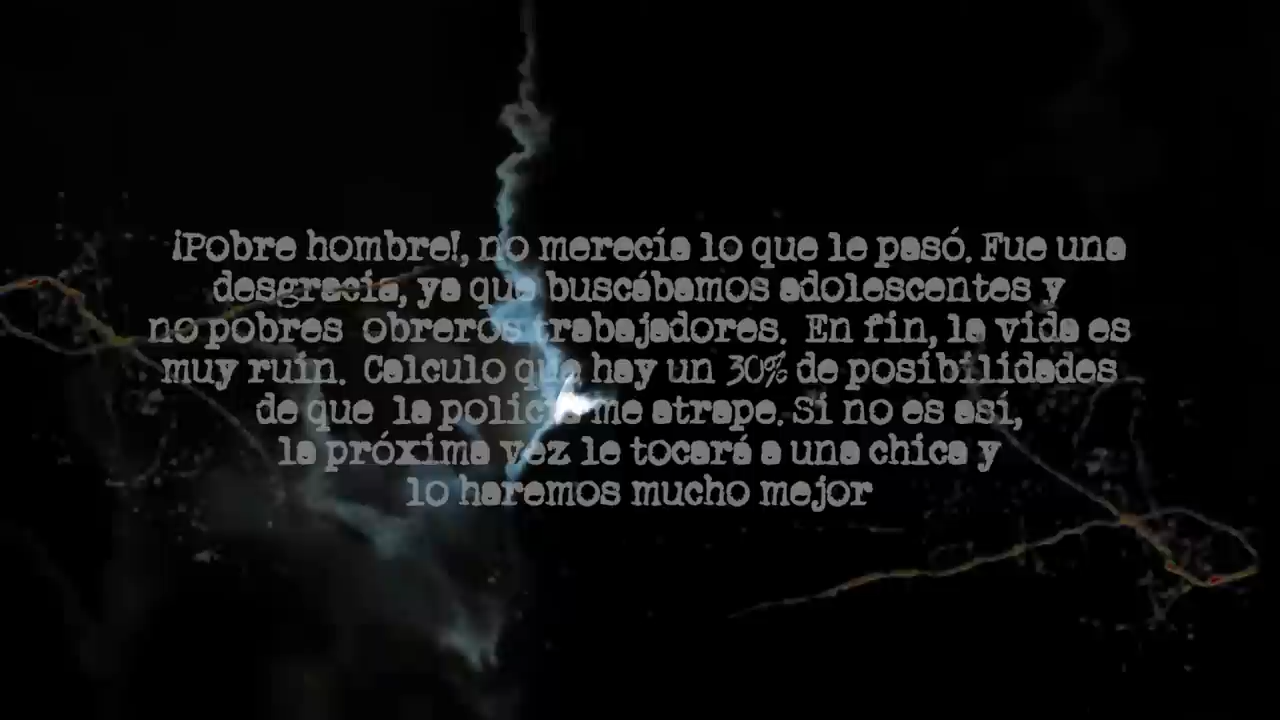 ¡Pobre hombre!, no merecía lo que le pasó. Fue una
desgracia, ya que buscábamos adolescentes y
no pobres obreros trabajadores. En fin, la vida es
muy ruin. Calculo que hay un 30% de posibilidades
de que la policía me atrape. Si no es así,
la próxima vez le tocará a una chica y
lo haremos mucho mejor